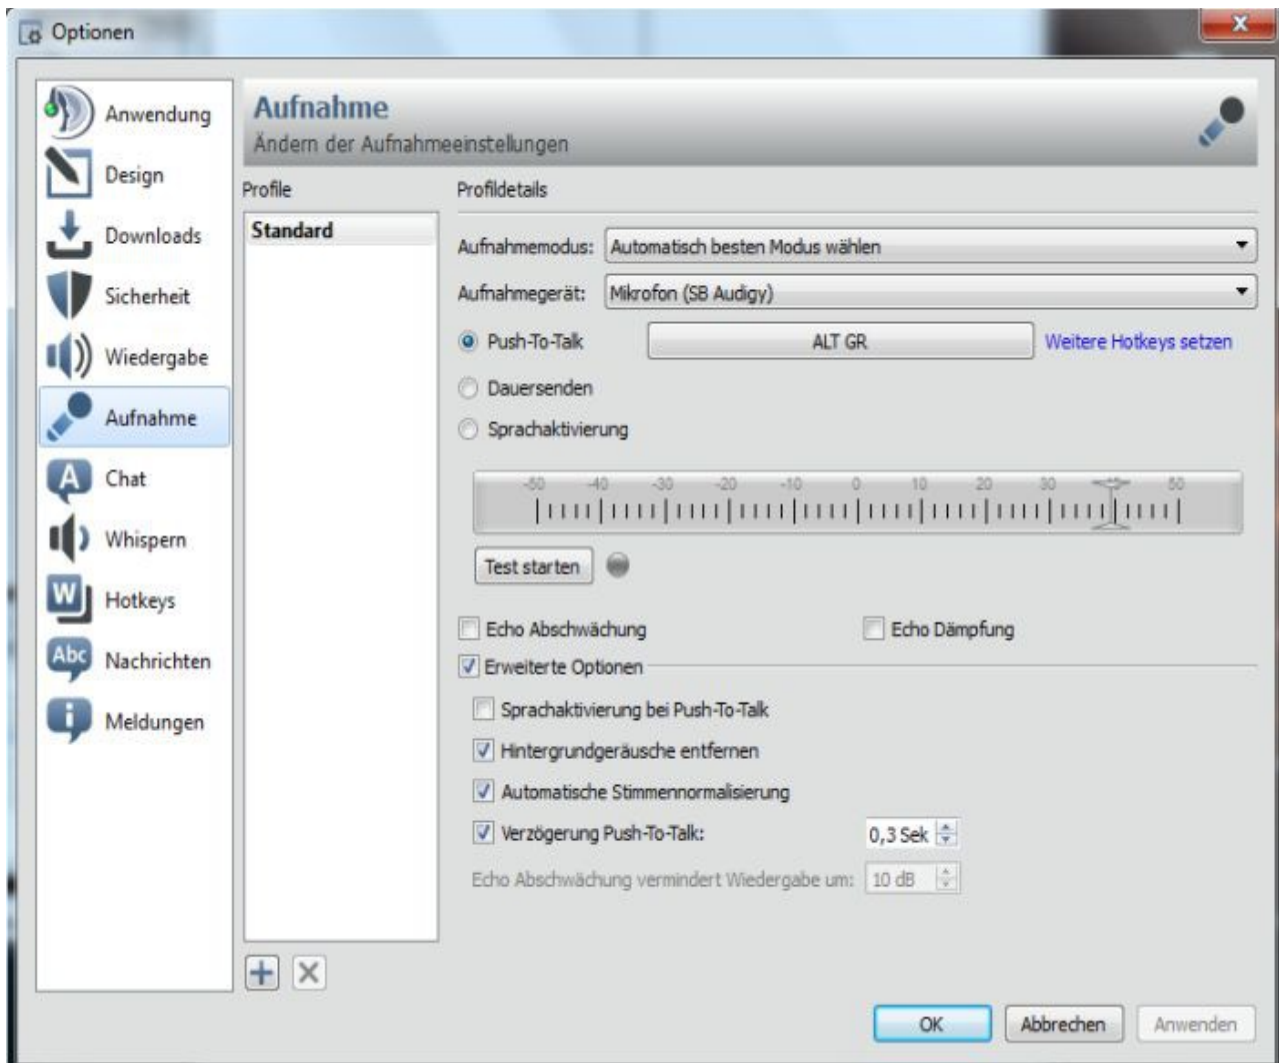 Optionen
Anwendung
Design
Downloads
Sicherheit
Wiedergabe
Aufnahme
Chat
Whispern
W
Hotkeys
Abc
Nachrichten
Meldungen
Aufnahme
Ändern der Aufnahmeeinstellungen
Profile
Standard
Profildetails
Aufnahmemodus: Automatisch besten Modus wählen
Aufnahmegerät: Mikrofon (SB Audigy)
Push-To-Talk ALT GR Weitere Hotkeys setzen
Dauersenden
Sprachaktivierung
-50 -40 -30 -20 -10 0 10 20 30 50
Test starten
Echo Abschwächung Echo Dämpfung
Erweiterte Optionen
Sprachaktivierung bei Push-To-Talk
Hintergrundgeräusche entfernen
Automatische Stimmennormalisierung
Verzögerung Push-To-Talk: 0,3 Sek
Echo Abschwächung vermindert Wiedergabe um: 10 dB
OK Abbrechen Anwenden